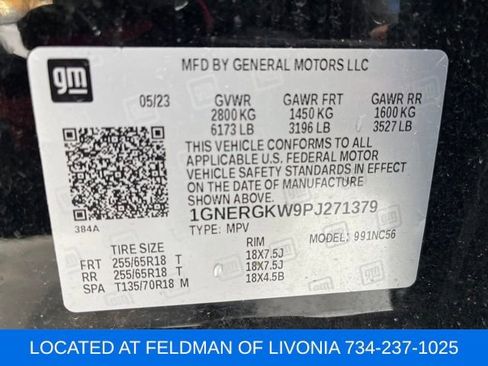 gm
MFD BY GENERAL MOTORS LLC
05/23 GVWR GAWR FRT GAWR RR
2800 KG 1450 KG 1600 KG
6173 LB 3196 LB 3527 LB
THIS VEHICLE CONFORMS TO ALL
APPLICABLE U.S. FEDERAL MOTOR
VEHICLE SAFETY STANDARDS IN EFFECT
ON THE DATE OF MANUFACTURE
SHOWN ABOVE.
384A 1GNERGKW9PJ271379
TYPE: MPV MODEL: 991NC56
TIRE SIZE RIM
FRT 255/65R18 T 18X7.5J
RR 255/65R18 T 18X7.5J
SPA T135/70R18 M 18X4.5B
LOCATED AT FELDMAN OF LIVONIA 734-237-1025